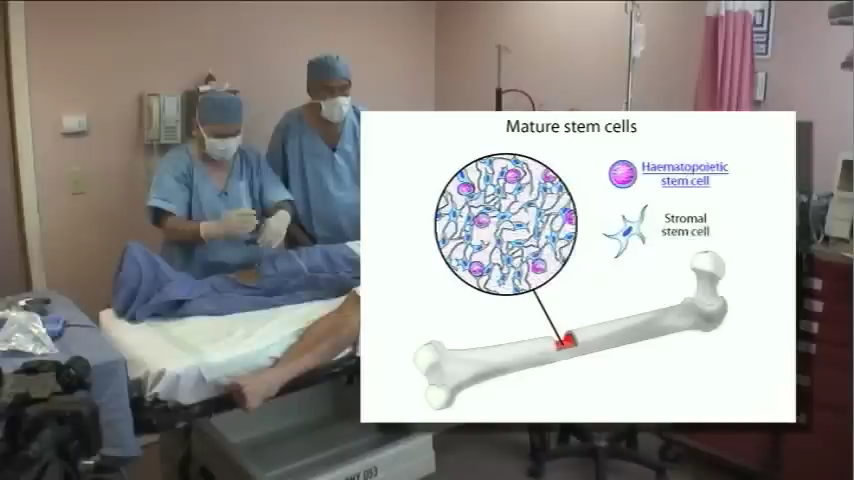 Mature stem cells
Haematopoietic
stem cell
Stromal
stem cell